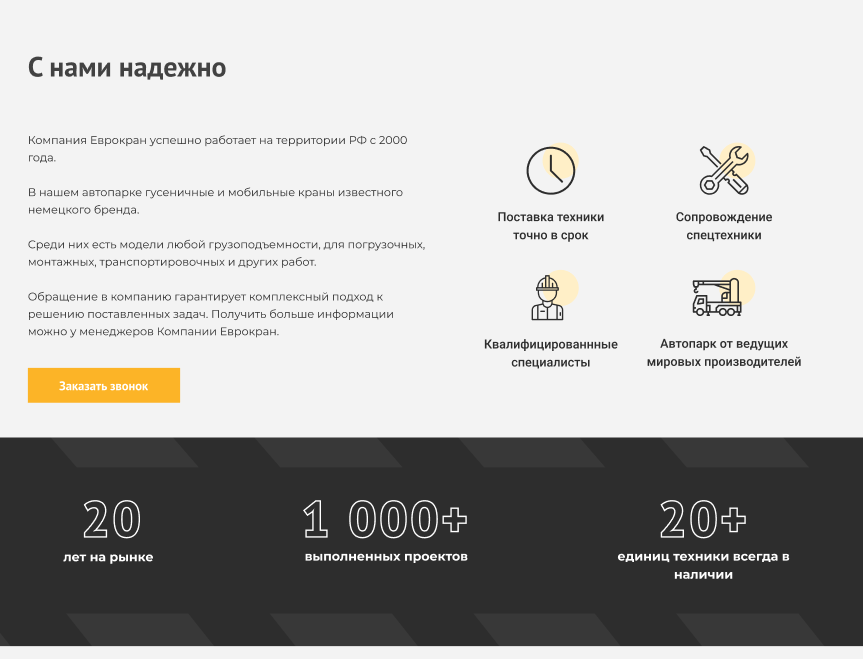 С нами надежно
Компания Еврокран успешно работает на территории РФ с 2000
года.
В нашем автопарке гусеничные и мобильные краны известного
немецкого бренда.
Среди них есть модели любой грузоподъемности, для погрузочных,
монтажных, транспортировочных и других работ.
Обращение в компанию гарантирует комплексный подход к
решению поставленных задач. Получить больше информации
можно у менеджеров Компании Еврокран.
Заказать звонок
Поставка техники
точно в срок
Сопровождение
спецтехники
Квалифицированнные
специалисты
Автопарк от ведущих
мировых производителей
20
лет на рынке
1 000+
выполненных проектов
20+
единиц техники всегда в
наличии